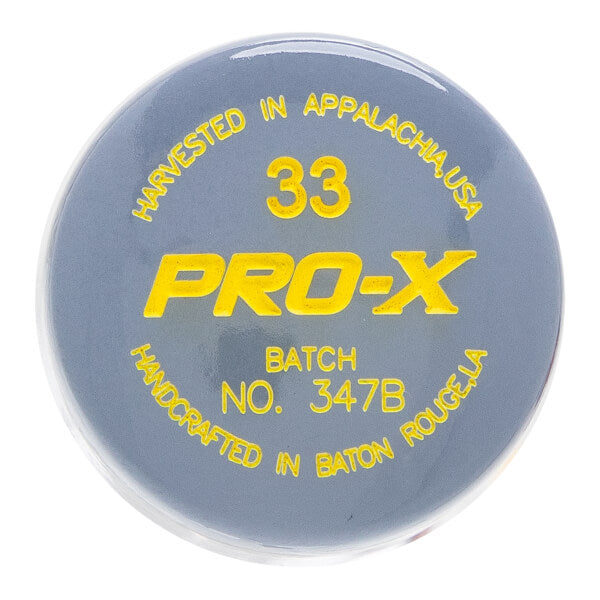 HARVESTED IN APPALACHIA, USA
33
PRO-X
BATCH
NO. 347B
HANDCRAFTED IN BATON ROUGE, LA